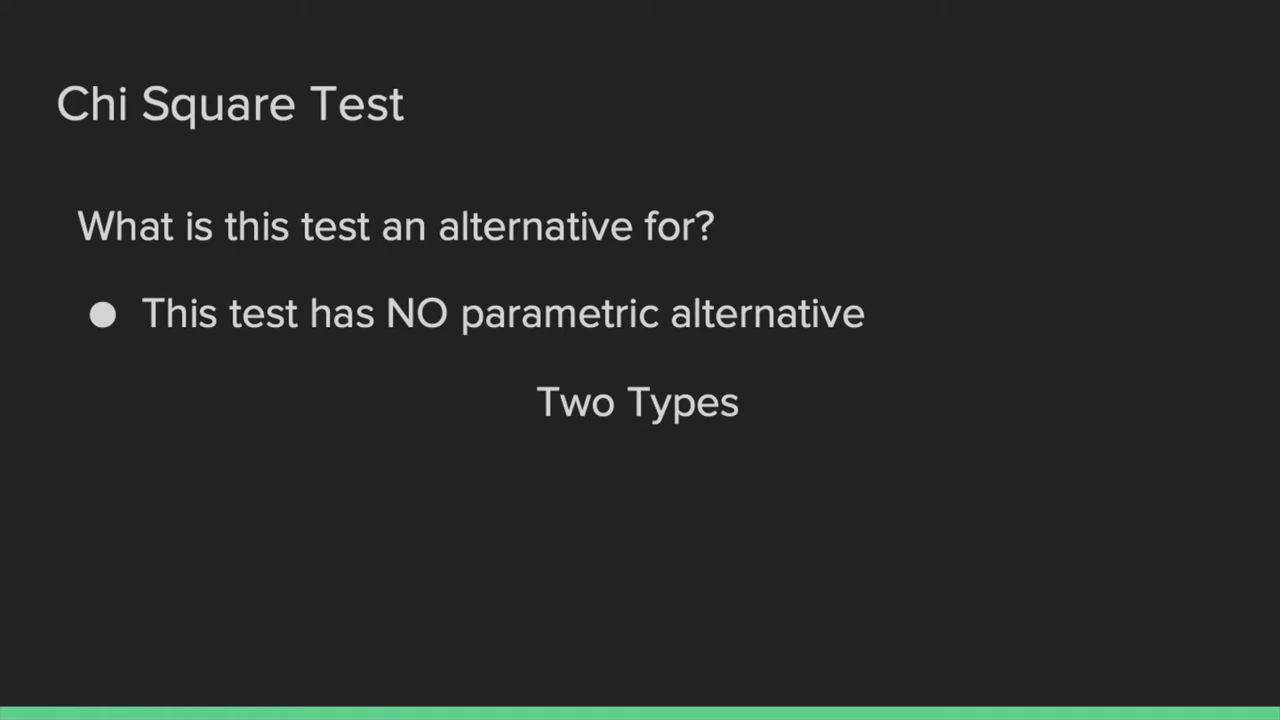 Chi Square Test
What is this test an alternative for?
● This test has NO parametric alternative
Two Types